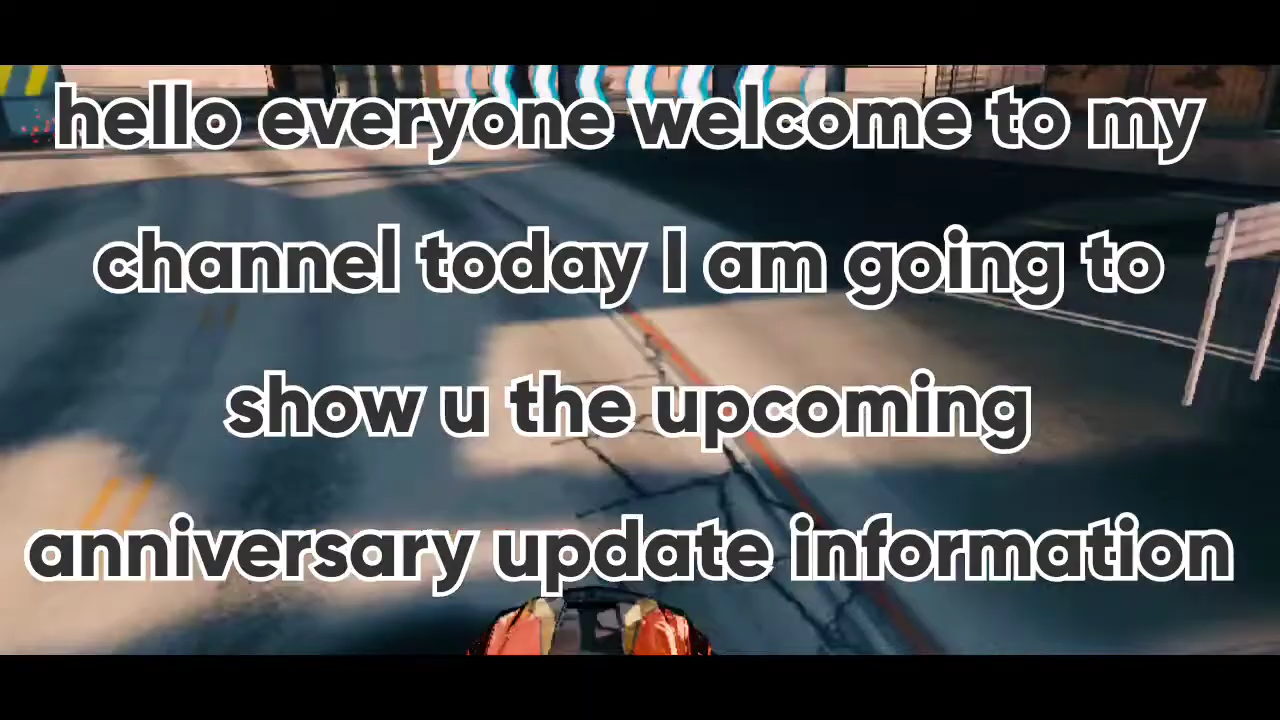 hello everyone welcome to my
channel today I am going to
show u the upcoming
anniversary update information